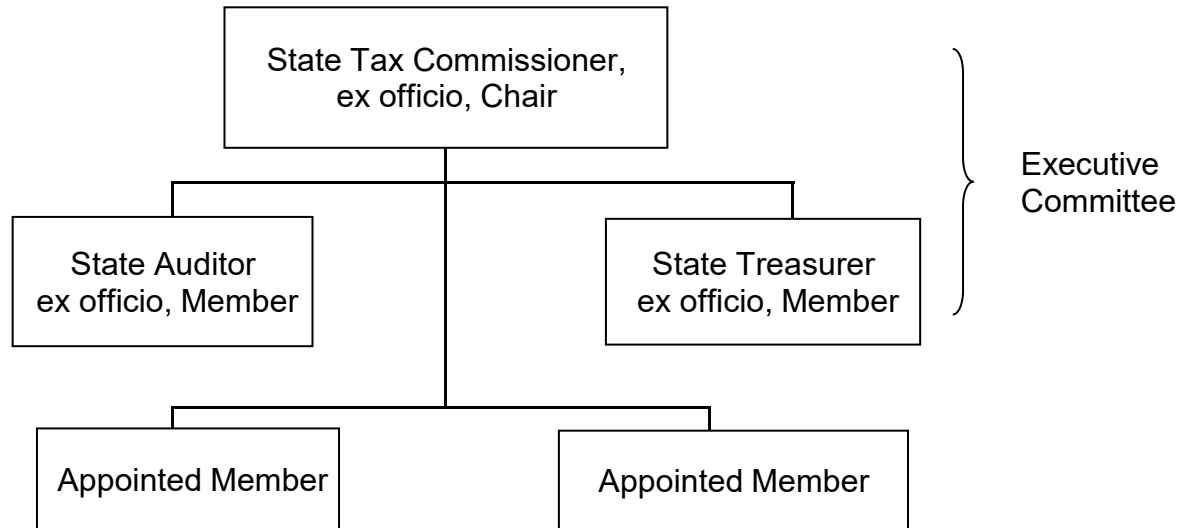 State Tax Commissioner,
ex officio, Chair
Executive
Committee
State Auditor
ex officio, Member
State Treasurer
ex officio, Member
Appointed Member
Appointed Member